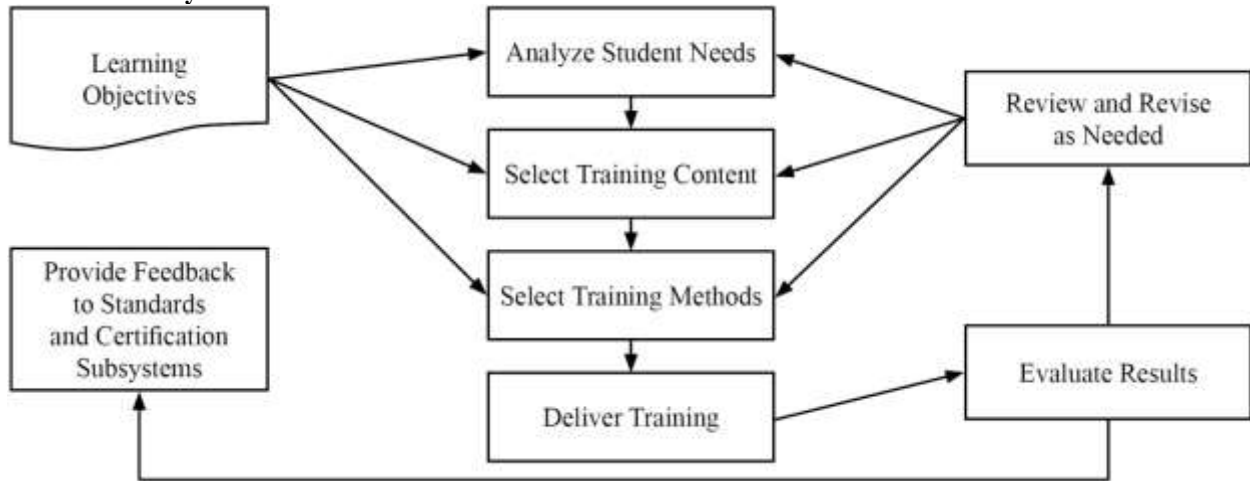 Learning
Objectives
Analyze Student Needs
Review and Revise
as Needed
Select Training Content
Provide Feedback
to Standards
and Certification
Subsystems
Select Training Methods
Evaluate Results
Deliver Training